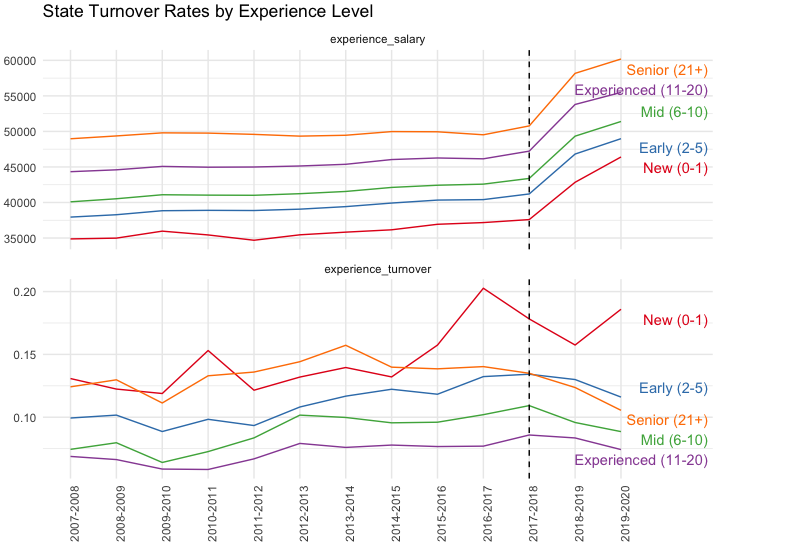 State Turnover Rates by Experience Level
experience_salary
60000
55000
50000
45000
40000
35000
Senior (21+)
Experienced (11-20)
Mid (6-10)
Early (2-5)
New (0-1)
experience_turnover
0.20
0.15
0.10
New (0-1)
Early (2-5)
Senior (21+)
Mid (6-10)
Experienced (11-20)
2007-2008
2008-2009
2009-2010
2010-2011
2011-2012
2012-2013
2013-2014
2014-2015
2015-2016
2016-2017
2017-2018
2018-2019
2019-2020